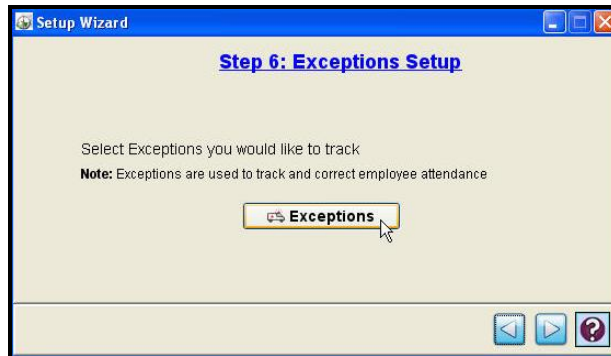 Setup Wizard
Step 6: Exceptions Setup
Select Exceptions you would like to track
Note: Exceptions are used to track and correct employee attendance
Exceptions
?